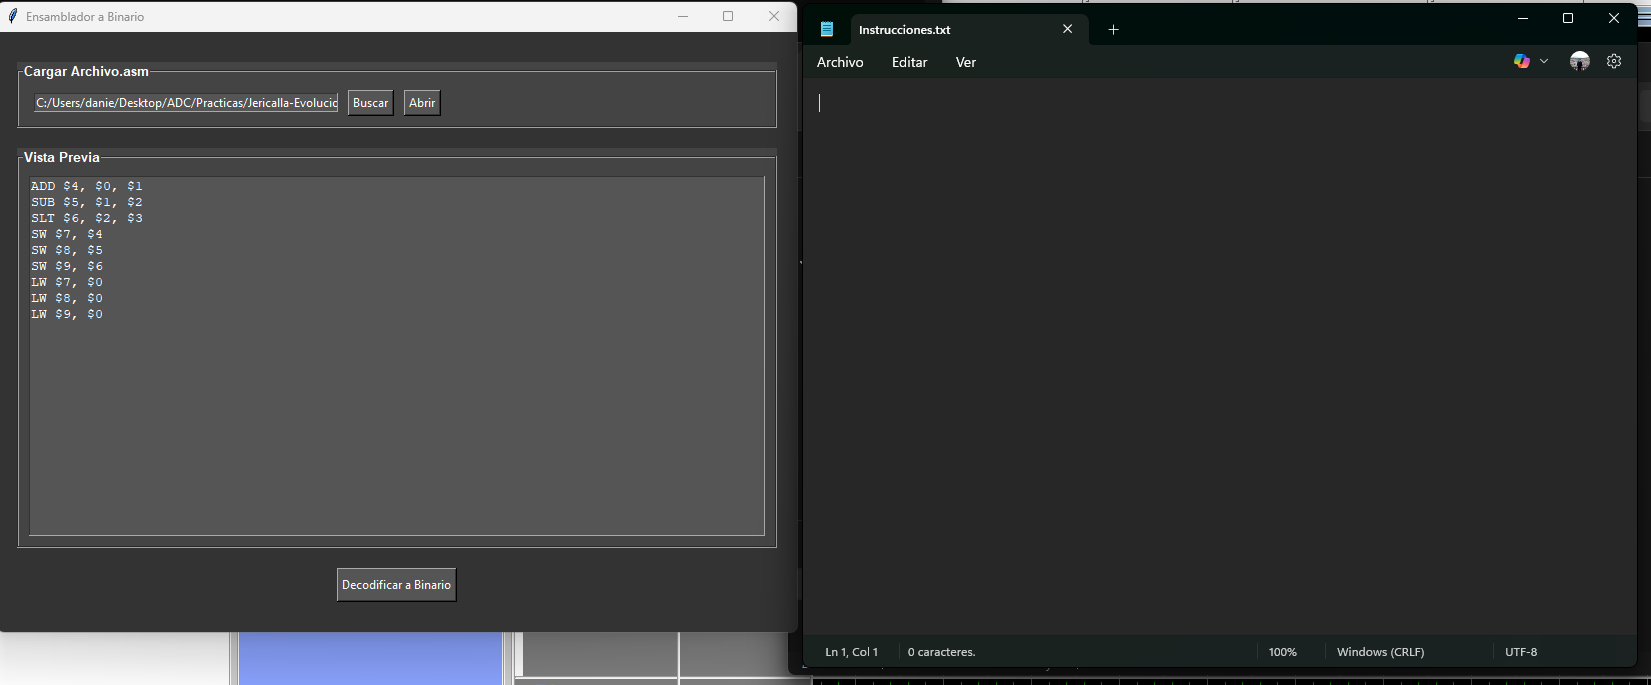 Ensamblador a Binario
Cargar Archivo.asm
C:/Users/danie/Desktop/ADC/Practicas/Jericalla-Evolucic
Buscar
Abrir
Vista Previa
ADD $4, $0, $1
SUB $5, $1, $2
SLT $6, $2, $3
SW $7, $4
SW $8, $5
SW $9, $6
LW $7, $0
LW $8, $0
LW $9, $0
Decodificar a Binario
Instrucciones.txt
Archivo
Editar
Ver
Ln 1, Col 1
0 caracteres.
100%
Windows (CRLF)
UTF-8